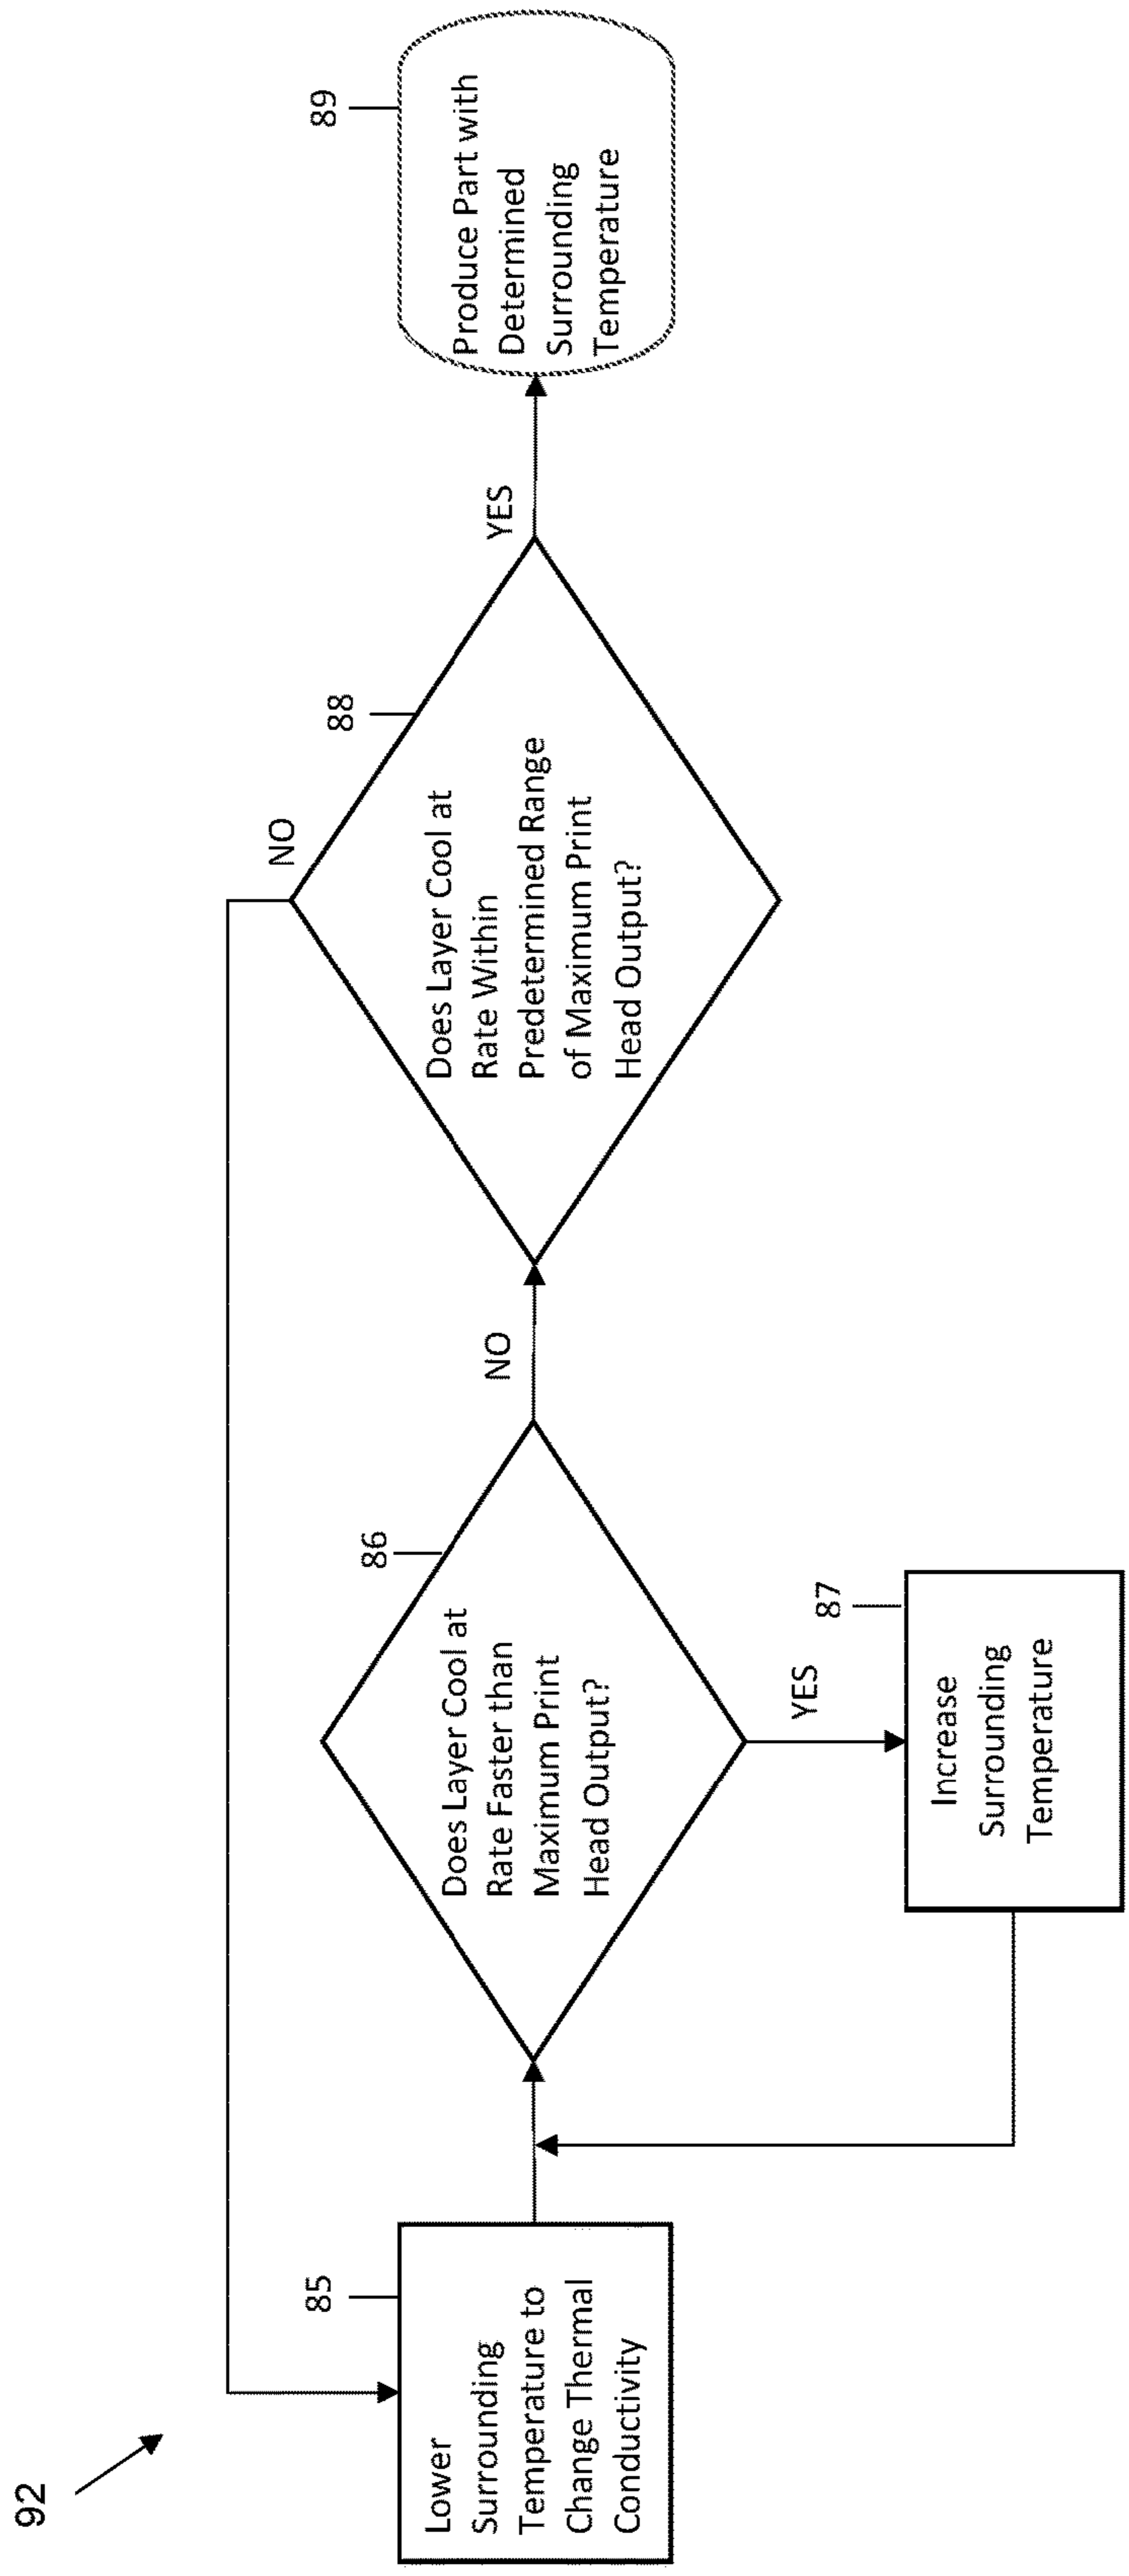 92
85
Lower
Surrounding
Temperature to
Change Thermal
Conductivity
86
Does Layer Cool at
Rate Faster than
Maximum Print
Head Output?
YES
87
Increase
Surrounding
Temperature
NO
88
Does Layer Cool at
Rate Within
Predetermined Range
of Maximum Print
Head Output?
NO
YES
89
Produce Part with
Determined
Surrounding
Temperature